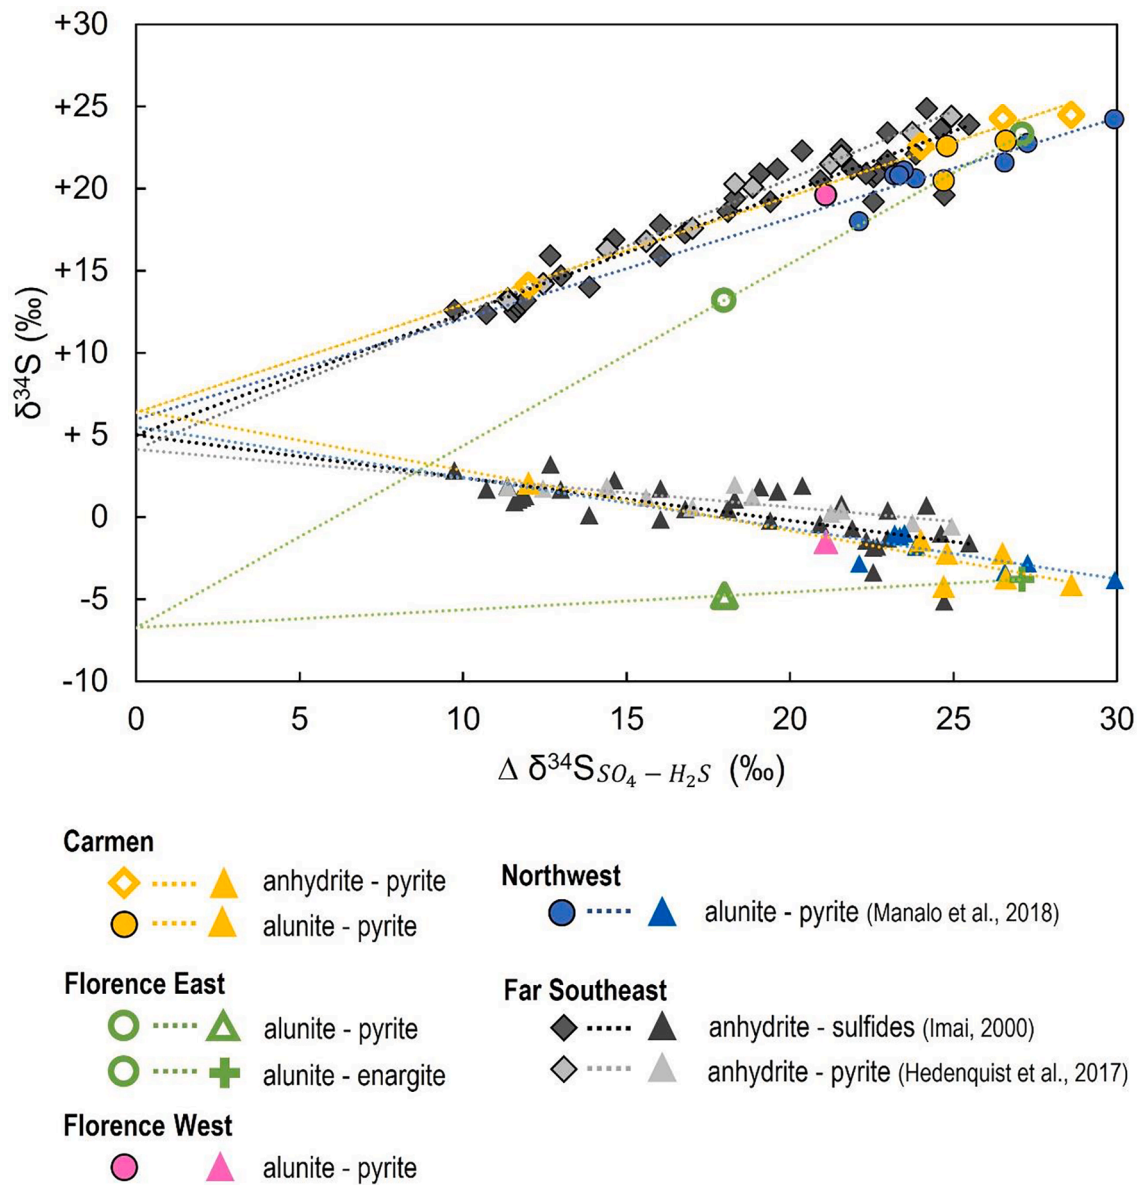 +30
+25
+20
+15
+10
+ 5
0
-5
-10
δ³⁴S (‰)
0 5 10 15 20 25 30
Δ δ³⁴S SO₄ – H₂S (‰)
Carmen
anhydrite - pyrite
alunite - pyrite
Florence East
alunite - pyrite
alunite - enargite
Florence West
alunite - pyrite
Northwest
alunite - pyrite (Manalo et al., 2018)
Far Southeast
anhydrite - sulfides (Imai, 2000)
anhydrite - pyrite (Hedenquist et al., 2017)